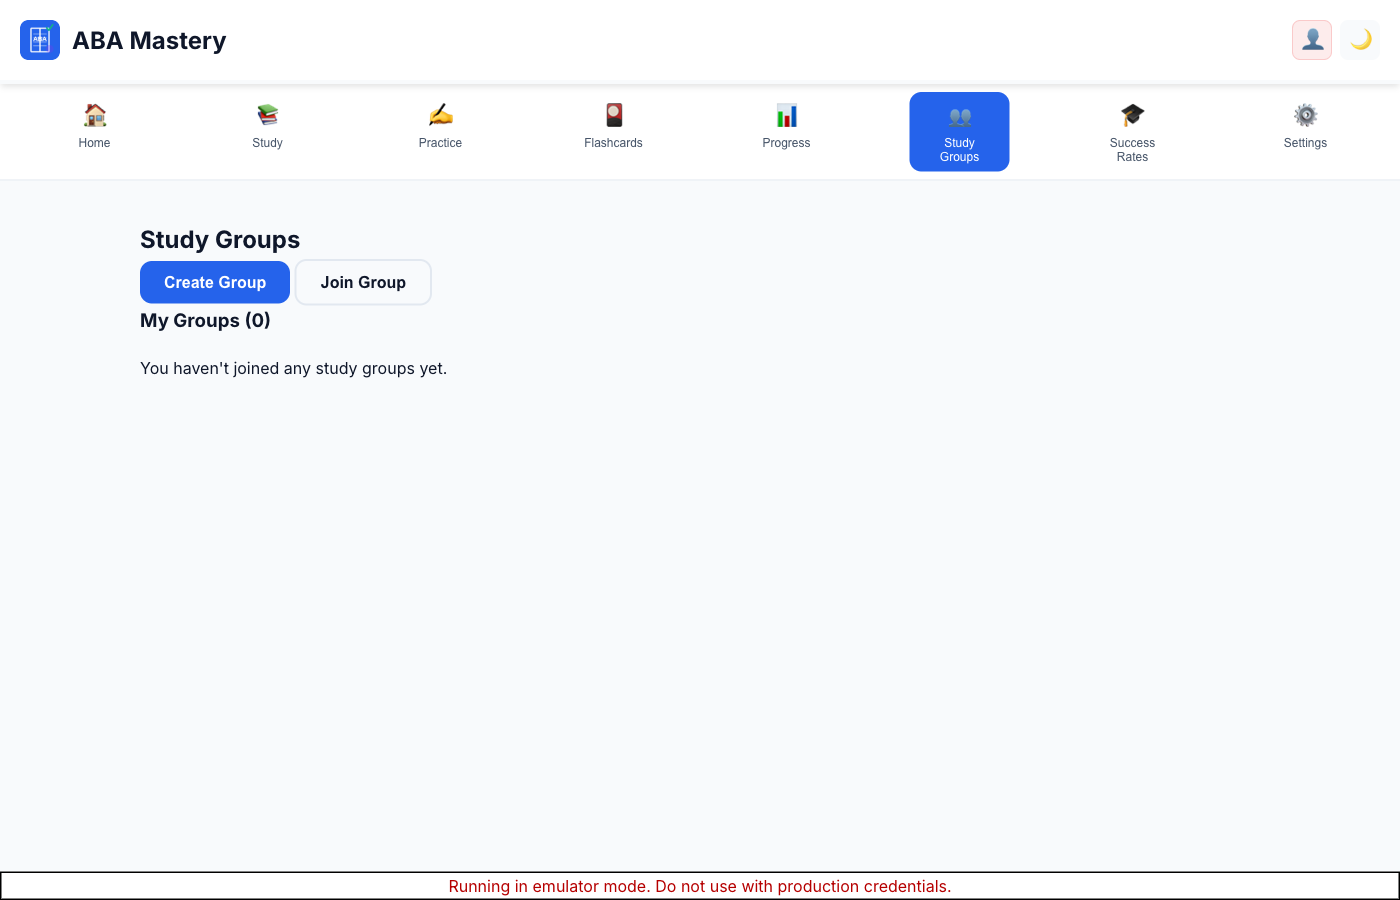 ABA
ABA Mastery
Home
Study
Practice
Flashcards
Progress
Study
Groups
Success
Rates
Settings
Study Groups
Create Group
Join Group
My Groups (0)
You haven't joined any study groups yet.
Running in emulator mode. Do not use with production credentials.